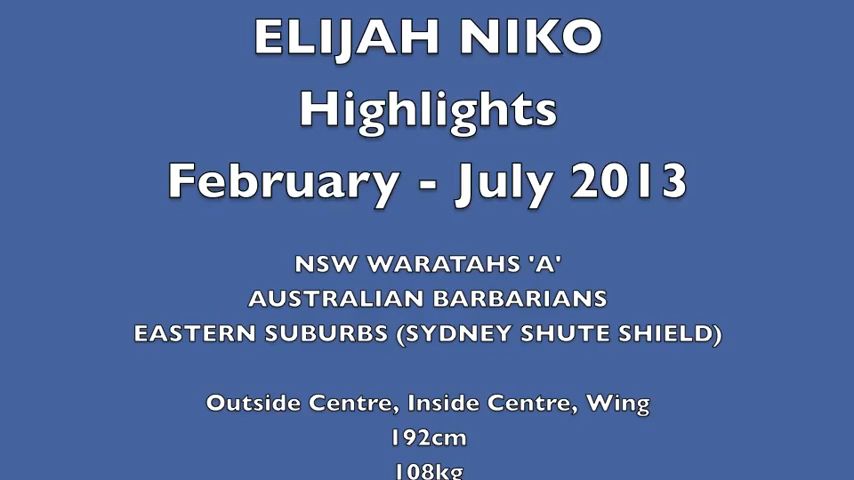 ELIJAH NIKO
Highlights
February - July 2013
NSW WARATAHS 'A'
AUSTRALIAN BARBARIANS
EASTERN SUBURBS (SYDNEY SHUTE SHIELD)
Outside Centre, Inside Centre, Wing
192cm
108kg